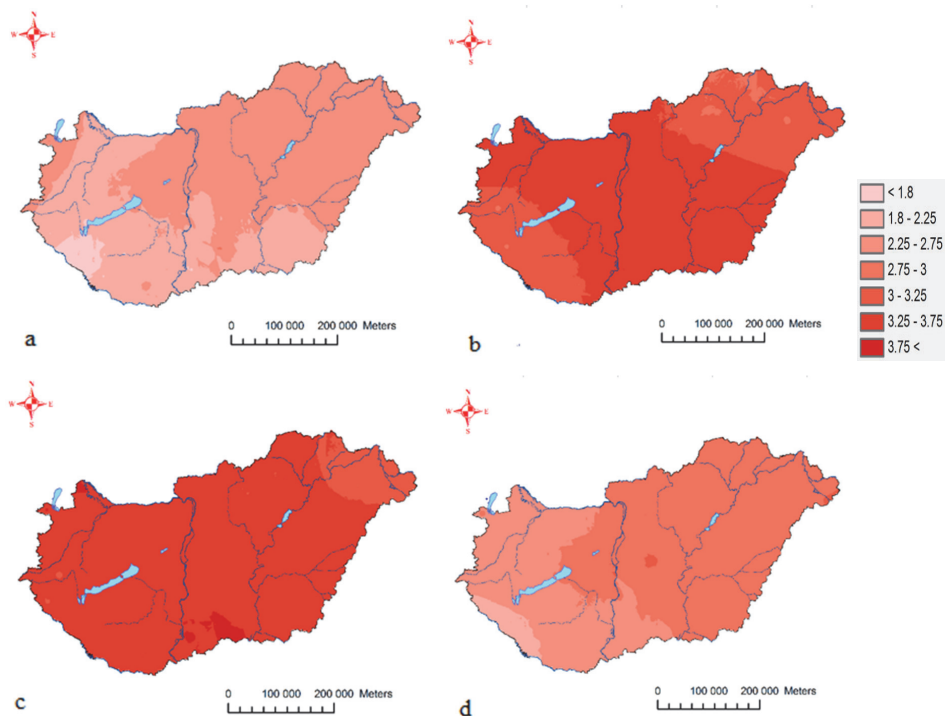 N
W E
S
0 100 000 200 000 Meters
a
N
W E
S
0 100 000 200 000 Meters
b
< 1.8
1.8 - 2.25
2.25 - 2.75
2.75 - 3
3 - 3.25
3.25 - 3.75
3.75 <
N
W E
S
0 100 000 200 000 Meters
c
N
W E
S
0 100 000 200 000 Meters
d